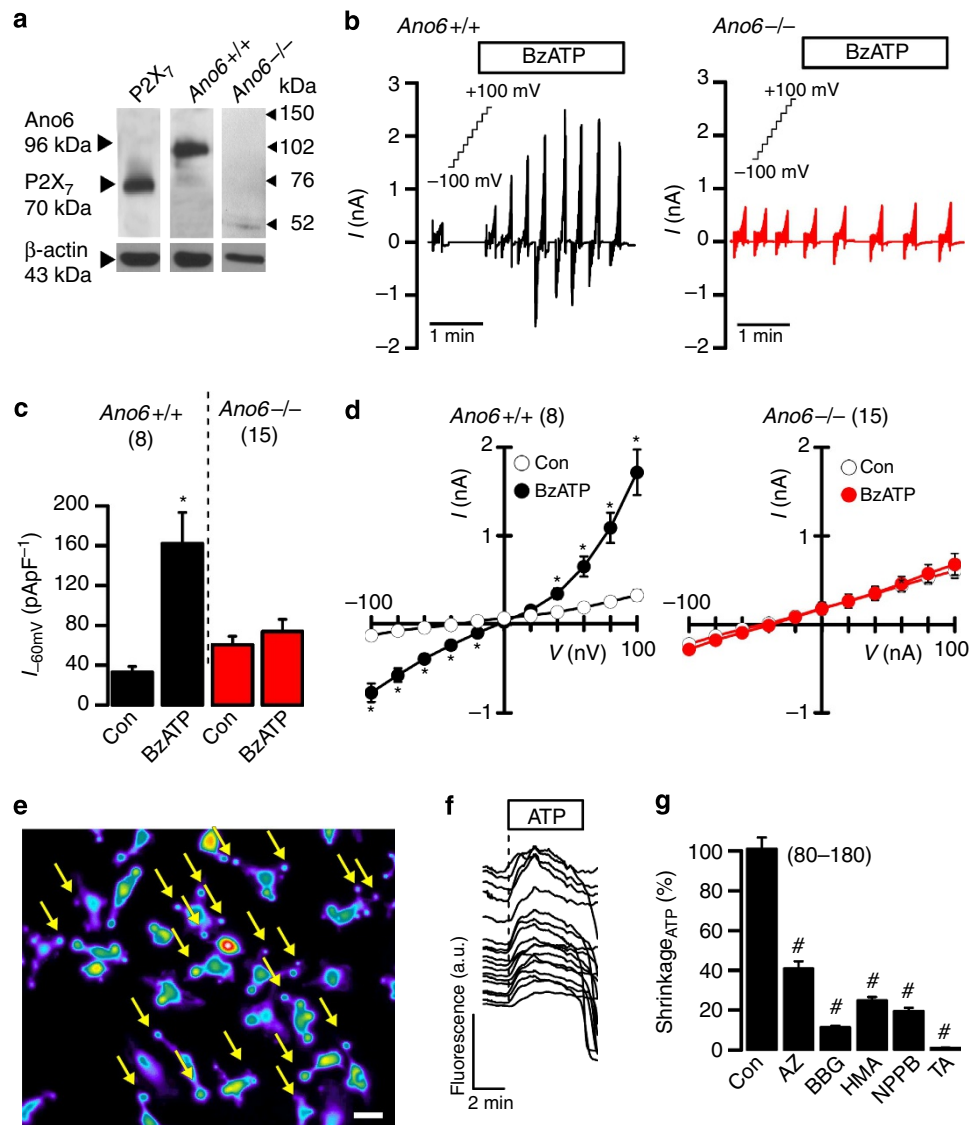 a
P2X7
Ano6+/+
Ano6−/−
kDa
Ano6
96 kDa
P2X7
70 kDa
β-actin
43 kDa
150
102
76
52
b
Ano6+/+
BzATP
+100 mV
−100 mV
I (nA)
3
2
1
0
−1
−2
1 min
Ano6−/−
BzATP
+100 mV
−100 mV
I (nA)
3
2
1
0
−1
−2
1 min
c
Ano6+/+
(8)
Ano6−/−
(15)
I−60mV (pApF−1)
200
160
120
80
40
0
*
Con
BzATP
Con
BzATP
d
Ano6+/+ (8)
I (nA)
2
1
−1
Con
BzATP
−100
100
V (nV)
* * * * * * * * * *
Ano6−/− (15)
I (nA)
2
1
−1
Con
BzATP
−100
100
V (nA)
e
f
ATP
Fluorescence (a.u.)
2 min
g
Shrinkage ATP (%)
100
80
60
40
20
0
(80–180)
# # # # #
Con
AZ
BBG
HMA
NPPB
TA